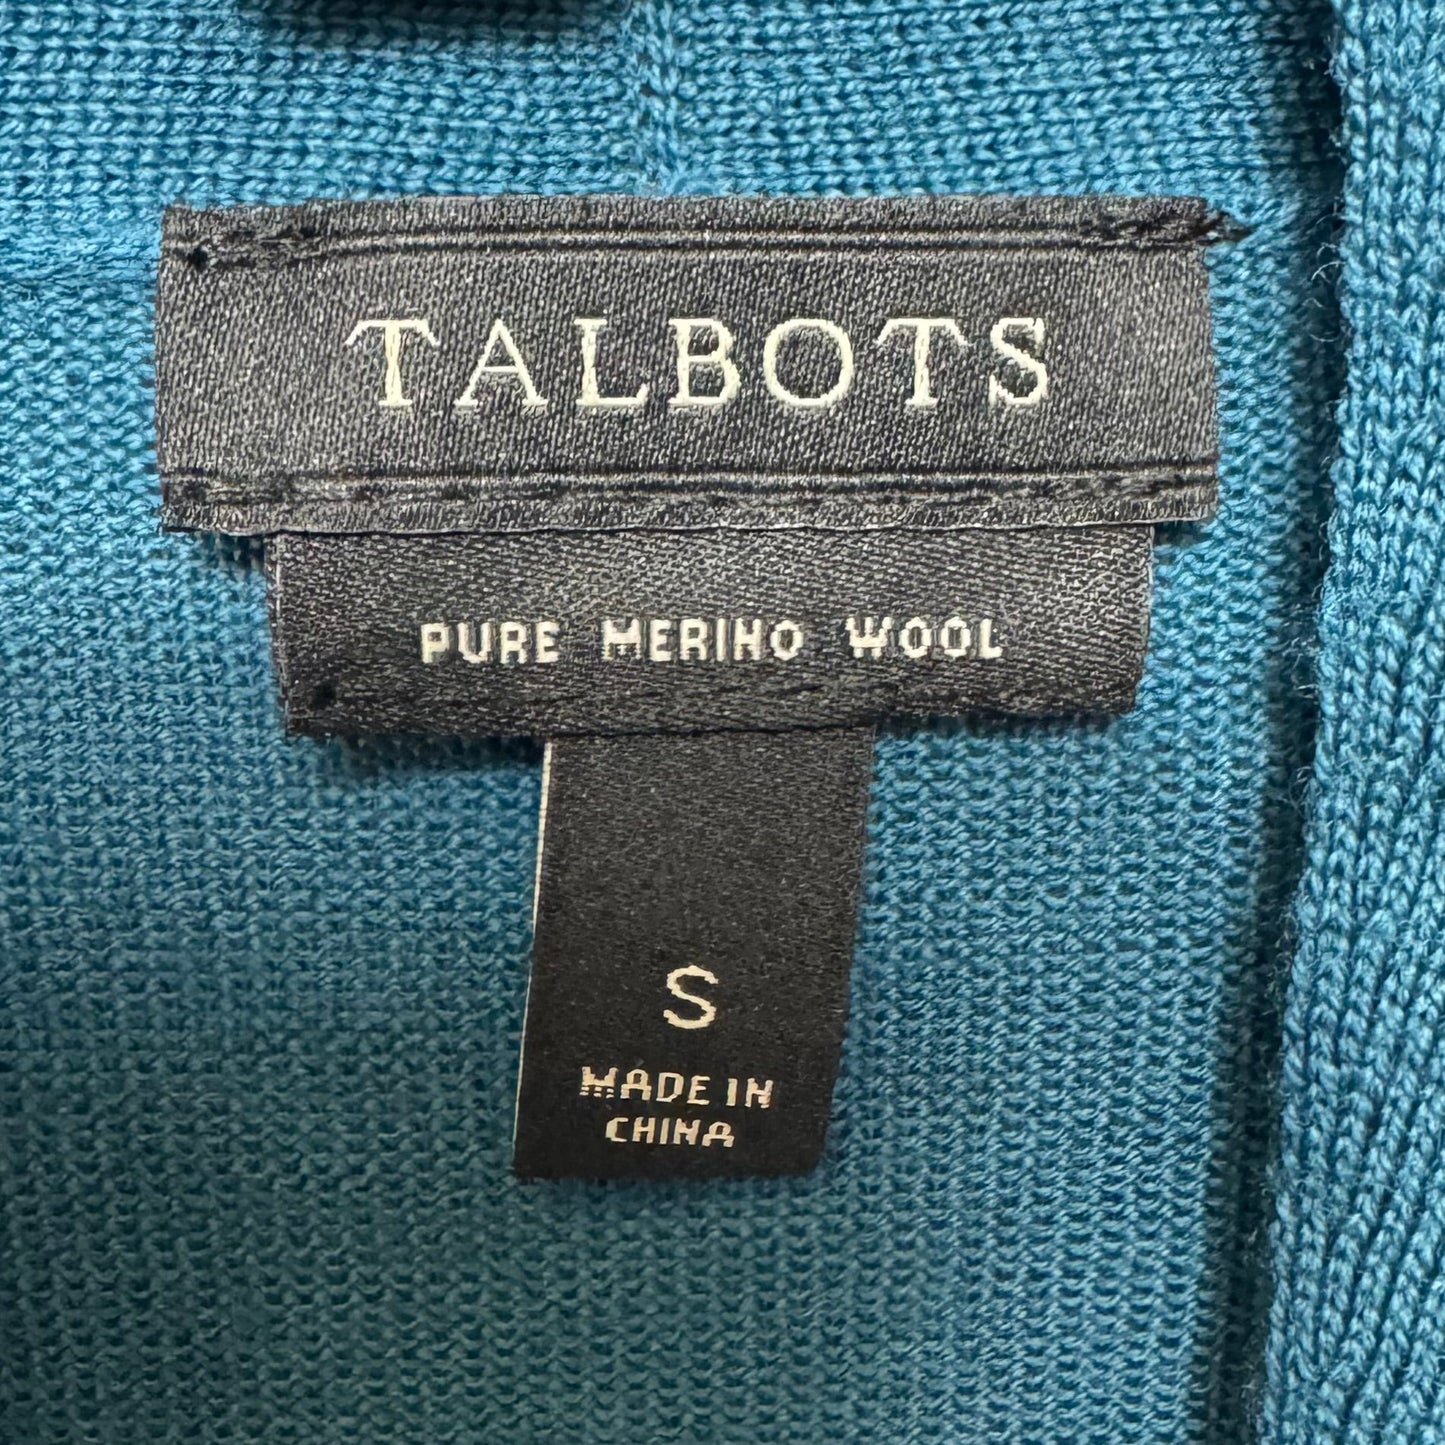 TALBOTS
PURE MERINO WOOL
S
MADE IN
CHINA